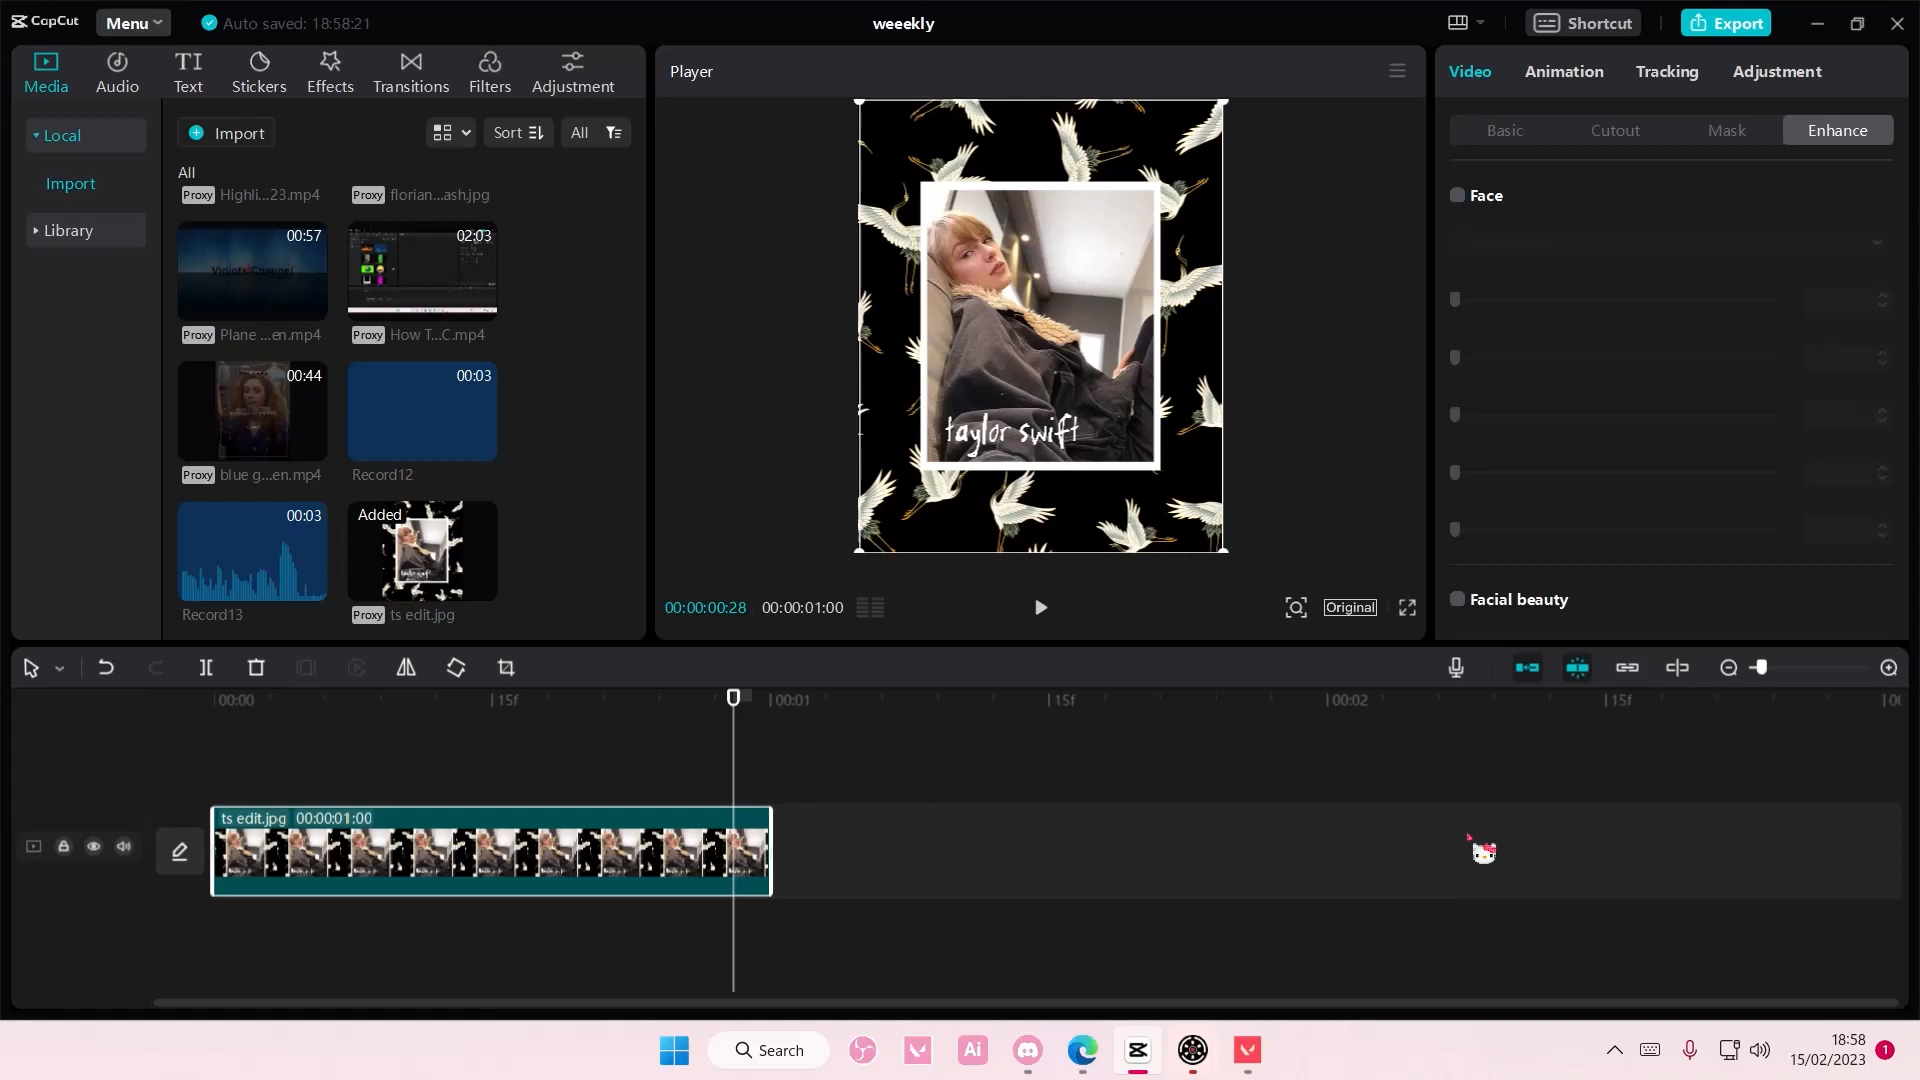 CapCut
Menu
Auto saved: 18:58:21
weeekly
Shortcut
Export
Media
Audio
TI
Text
Stickers
Effects
Transitions
Filters
Adjustment
Player
Video
Animation
Tracking
Adjustment
Local
Import
Library
Import
Sort
All
All
Proxy Highli...23.mp4
Proxy florian...ash.jpg
00:57
Vidiots Channel
02:03
Proxy Plane ...en.mp4
Proxy How T...C.mp4
00:44
00:03
Proxy blue g...en.mp4
Record12
00:03
Added
Record13
Proxy ts edit.jpg
taylor swift
00:00:00:28
00:00:01:00
Original
Basic
Cutout
Mask
Enhance
Face
Facial beauty
00:00
15f
00:01
15f
00:02
15f
ts edit.jpg 00:00:01:00
Search
Ai
18:58
15/02/2023
1